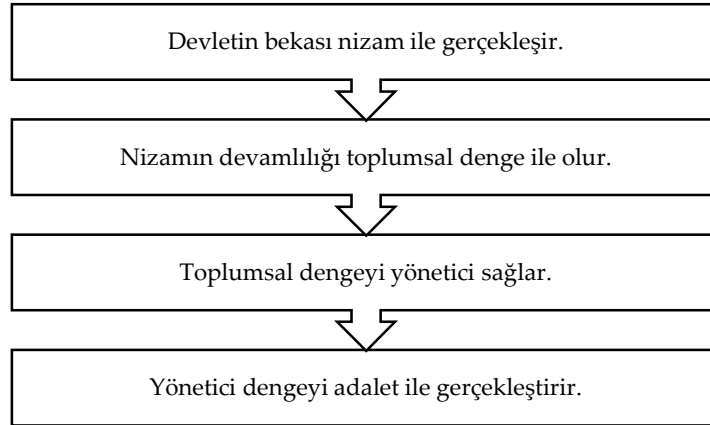 Devletin bekası nizam ile gerçekleşir.
Nizamın devamlılığı toplumsal denge ile olur.
Toplumsal dengeyi yönetici sağlar.
Yönetici dengeyi adalet ile gerçekleştirir.